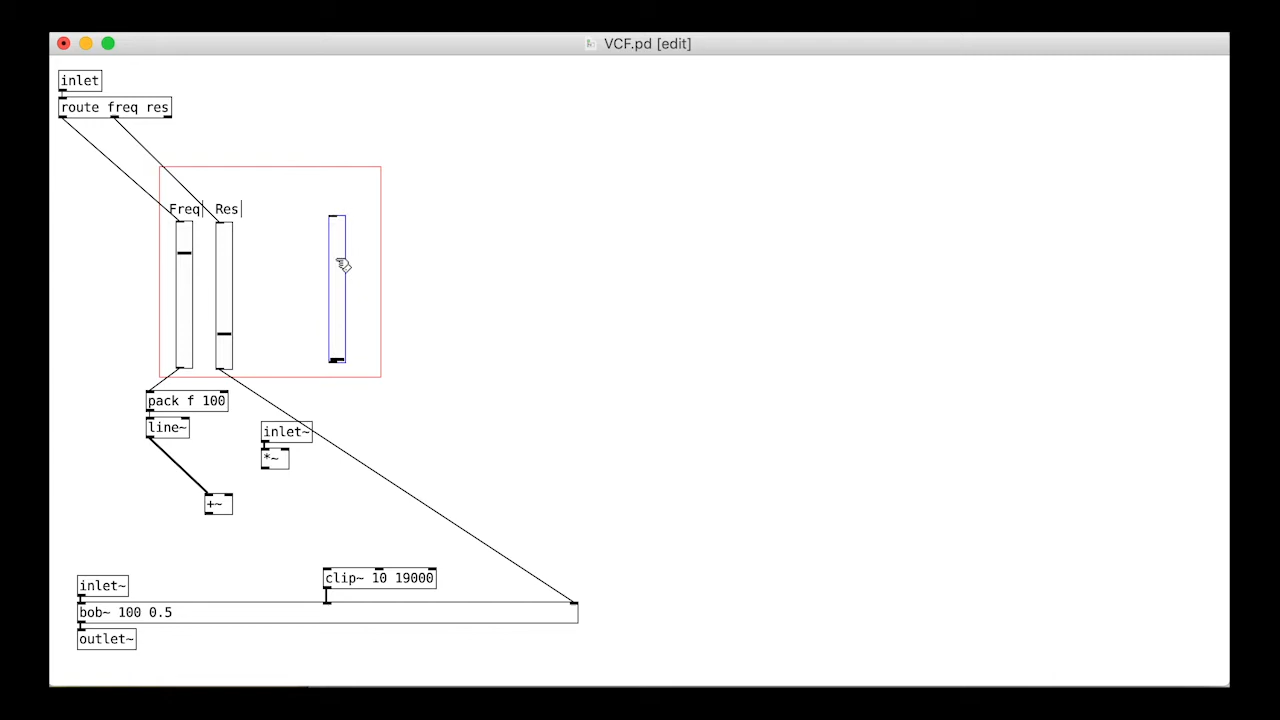 VCF.pd [edit]
inlet
route freq res
Freq
Res
pack f 100
line~
inlet~
*~
+~
clip~ 10 19000
inlet~
bob~ 100 0.5
outlet~